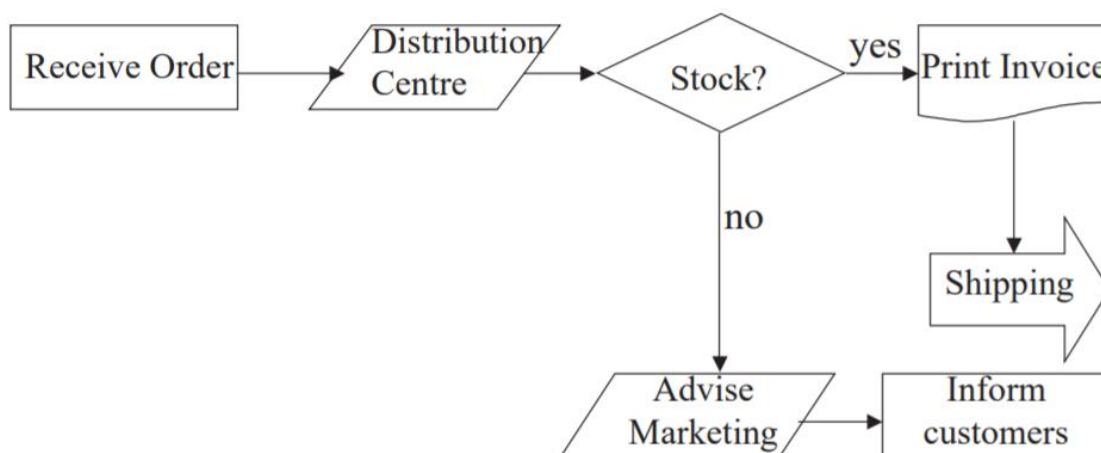 Receive Order
Distribution
Centre
Stock?
yes
Print Invoice
no
Shipping
Advise
Marketing
Inform
customers